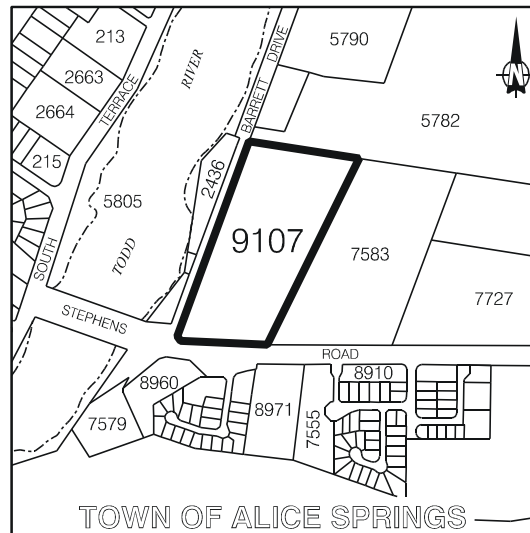 213
2663
2664
215
TERRACE
5805
SOUTH
TODD
RIVER
BARRETT DRIVE
5790
5782
N
2436
9107
7583
7727
STEPHENS
ROAD
8960
7579
8971
7555
8910
TOWN OF ALICE SPRINGS